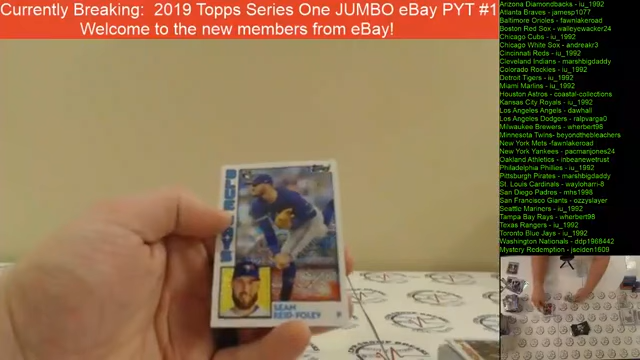 Currently Breaking: 2019 Topps Series One JUMBO eBay PYT #1
Welcome to the new members from eBay!
Arizona Diamondbacks - iu_1992
Atlanta Braves - jamesp1077
Baltimore Orioles - fawnlakeroad
Boston Red Sox - walleyewacker24
Chicago Cubs - iu_1992
Chicago White Sox - andreakr3
Cincinnati Reds - iu_1992
Cleveland Indians - marshbigdaddy
Colorado Rockies - iu_1992
Detroit Tigers - iu_1992
Miami Marlins - iu_1992
Houston Astros - coastal-collections
Kansas City Royals - iu_1992
Los Angeles Angels - dawhall
Los Angeles Dodgers - ralpvarga0
Milwaukee Brewers - wherbert98
Minnesota Twins- beyondthebleachers
New York Mets -fawnlakeroad
New York Yankees - pacmanjones24
Oakland Athletics - inbeanewetrust
Philadelphia Phillies - iu_1992
Pittsburgh Pirates - marshbigdaddy
St. Louis Cardinals - wayloharri-8
San Diego Padres - mhs1998
San Francisco Giants - ozzyslayer
Seattle Mariners - iu_1992
Tampa Bay Rays - wherbert98
Texas Rangers - iu_1992
Toronto Blue Jays - iu_1992
Washington Nationals - ddp1968442
Mystery Redemption - jseiden1609
Topps
BLUE JAYS
SEAN
REID-FOLEY
P